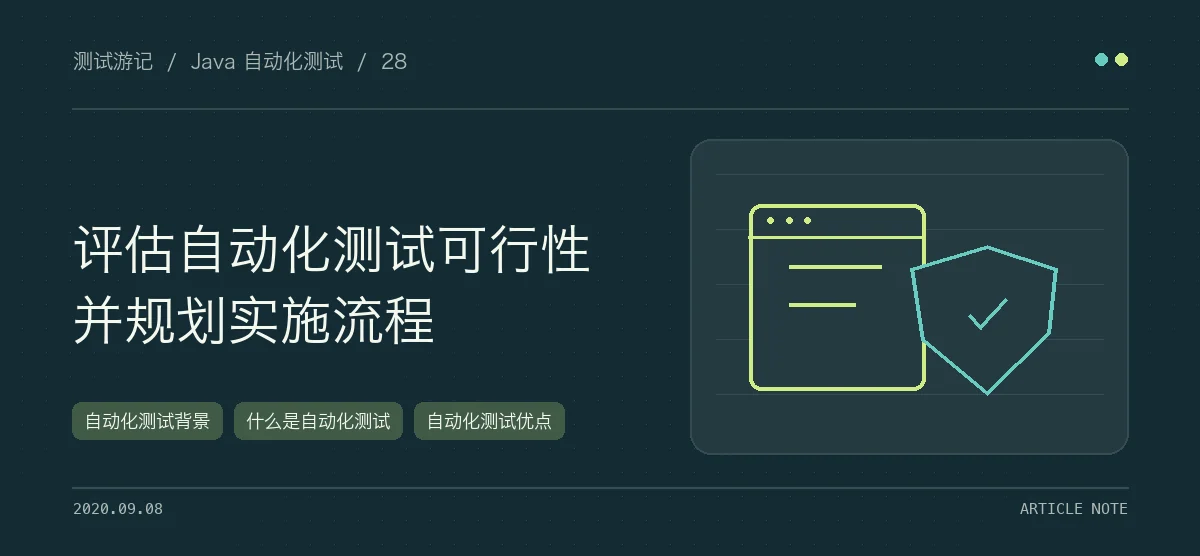 测试游记 / Java 自动化测试 / 28
评估自动化测试可行性
并规划实施流程
自动化测试背景 什么是自动化测试 自动化测试优点
2020.09.08 ARTICLE NOTE